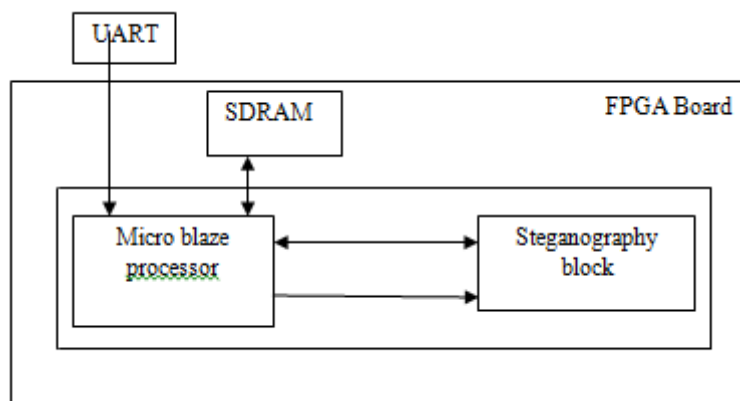 UART
FPGA Board
SDRAM
Micro blaze
processor
Steganography
block